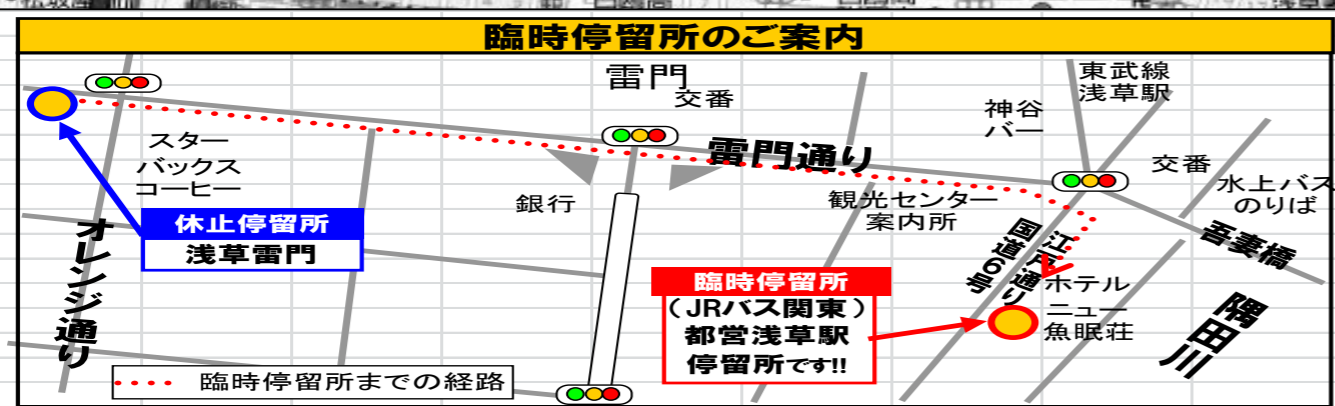 臨時停留所のご案内
雷門
交番
東武線
浅草駅
神谷
バー
スター
バックス
コーヒー
雷門通り
交番
水上バス
のりば
銀行
観光センター
案内所
休止停留所
浅草雷門
オレンジ通り
吾妻橋
江戸通り
国道6号
臨時停留所
(JRバス関東)
都営浅草駅
停留所です!!
ホテル
ニュー
魚眠荘
隅田川
臨時停留所までの経路